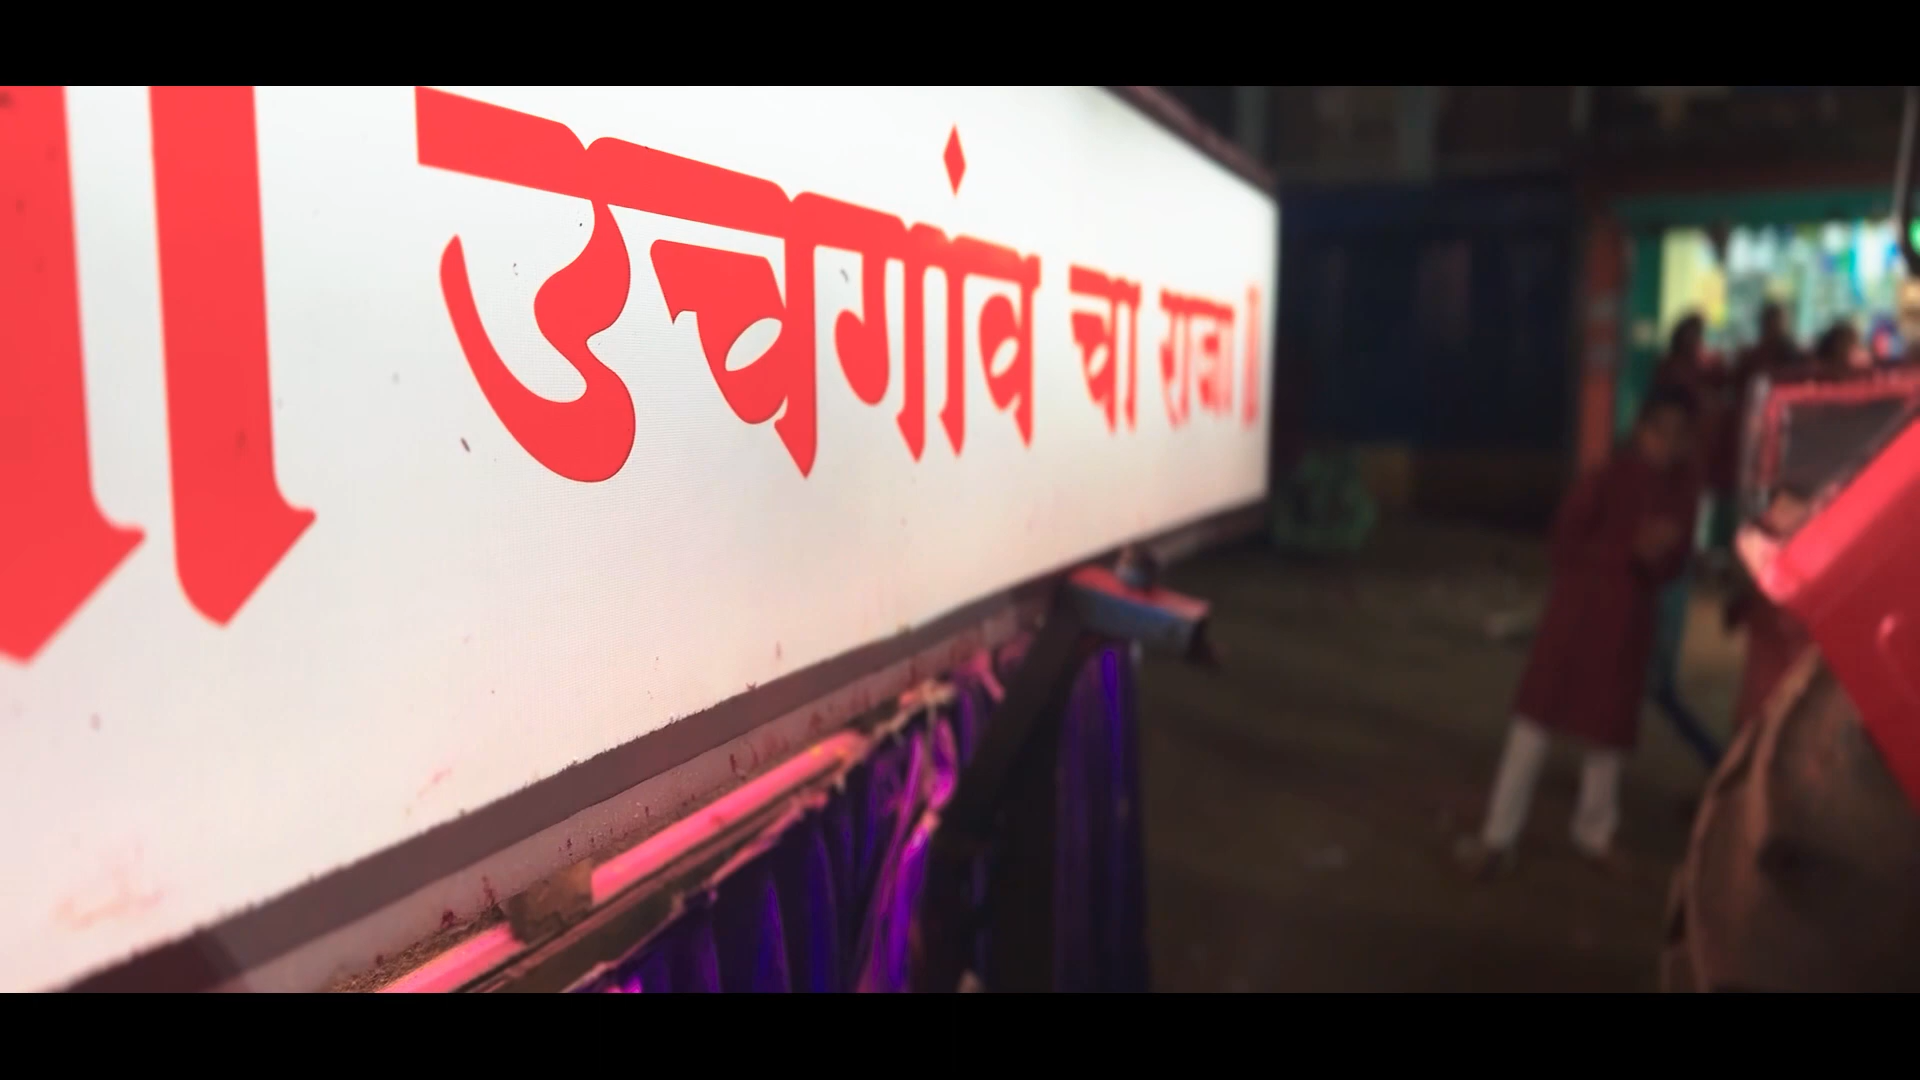 ॥ उचगांव चा राजा ॥